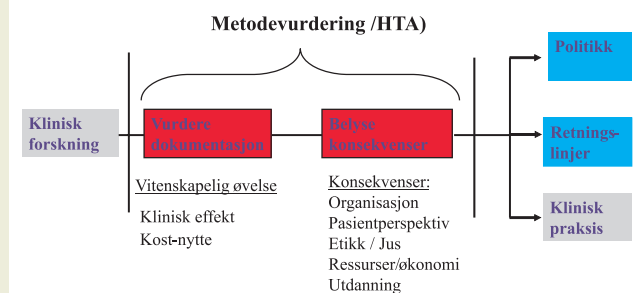 Metodevurdering /HTA)
Politikk
Klinisk
forskning
Vurdere
dokumentasjon
Belyse
konsekvenser
Retnings-
linjer
Vitenskapelig øvelse
Klinisk effekt
Kost-nytte
Konsekvenser:
Organisasjon
Pasientperspektiv
Etikk / Jus
Ressurser/økonomi
Utdanning
Klinisk
praksis